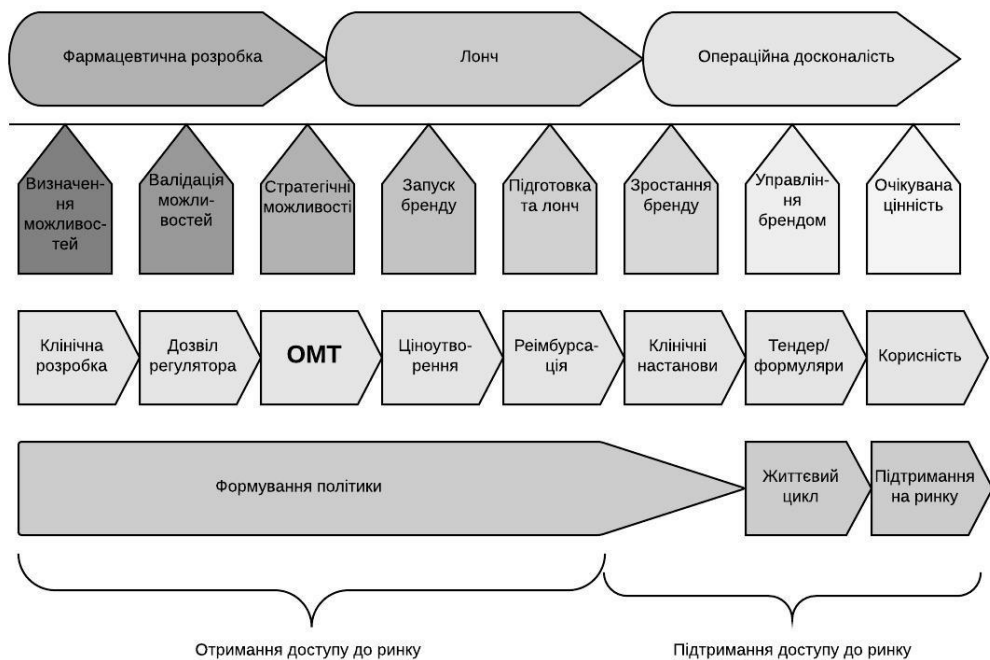 Фармацевтична розробка
Лонч
Операційна досконалість
Визначен-
ня
можливос-
тей
Валідація
можли-
востей
Стратегічні
можливості
Запуск
бренду
Підготовка
та лонч
Зростання
бренду
Управлін-
ня
брендом
Очікувана
цінність
Клінічна
розробка
Дозвіл
регулятора
ОМТ
Ціноутво-
рення
Реімбурса-
ція
Клінічні
настанови
Тендер/
формуляри
Корисність
Формування політики
Життєвий
цикл
Підтримання
на ринку
Отримання доступу до ринку
Підтримання доступу до ринку